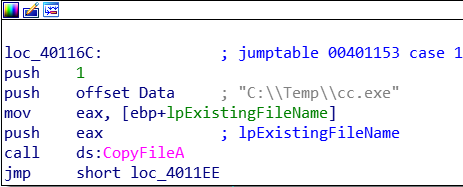 loc_40116C: ; jumptable 00401153 case 1
push 1
push offset Data ; "C:\\Temp\\cc.exe"
mov eax, [ebp+lpExistingFileName]
push eax ; lpExistingFileName
call ds:CopyFileA
jmp short loc_4011EE